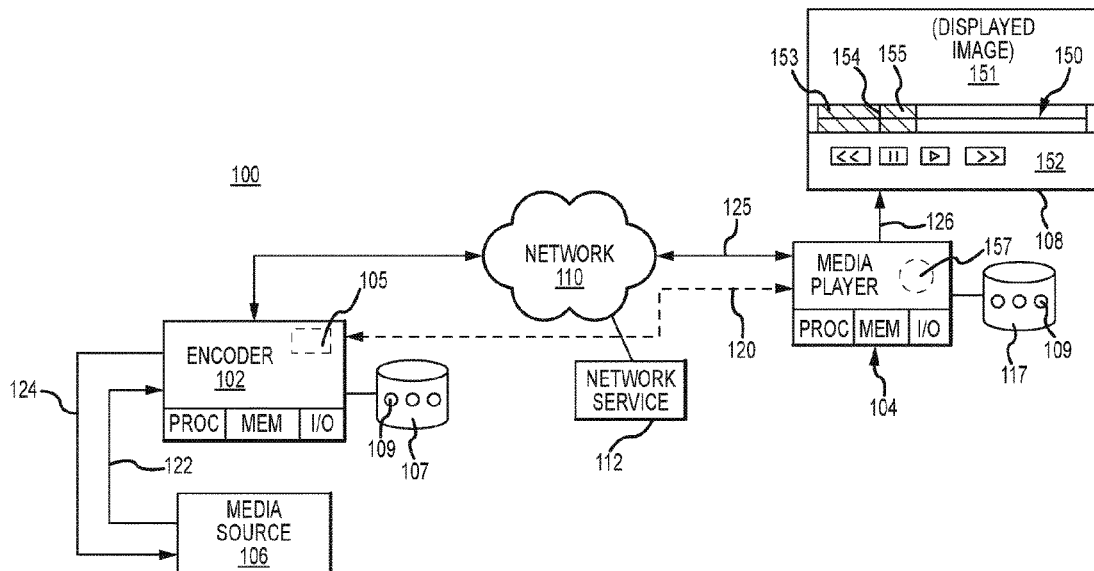 (DISPLAYED
IMAGE)
151
153
154
155
150
<<
II
>>
152
126
108
100
NETWORK
110
125
MEDIA
PLAYER
157
PROC
MEM
I/O
109
117
104
105
120
ENCODER
102
PROC
MEM
I/O
109
107
124
122
NETWORK
SERVICE
112
MEDIA
SOURCE
106